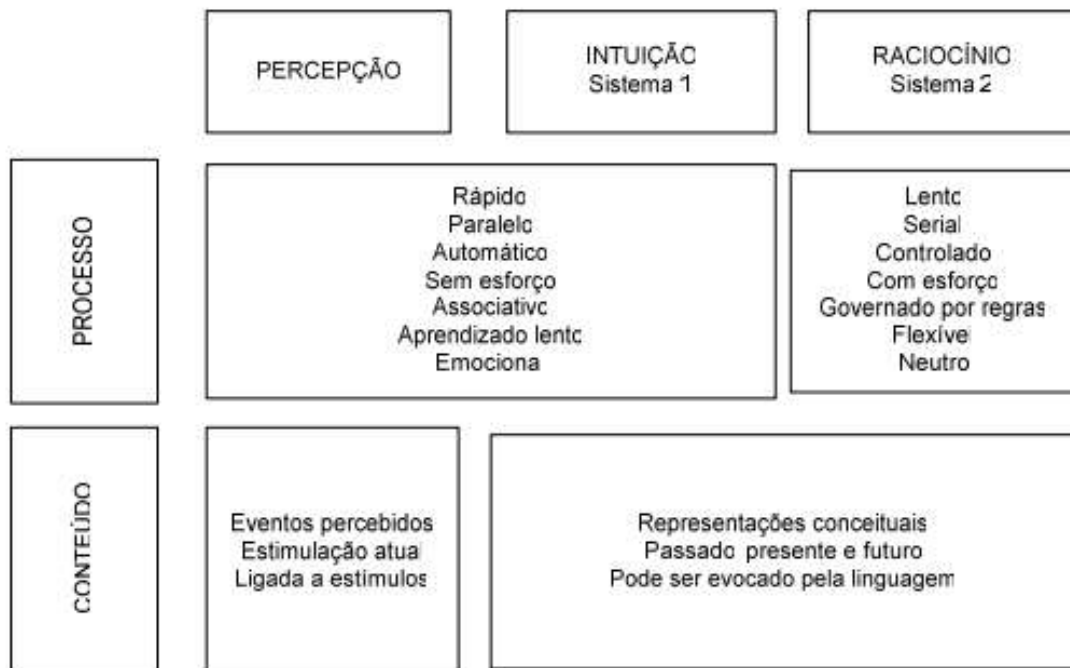 PERCEPÇÃO
INTUIÇÃO
Sistema 1
RACIOCÍNIO
Sistema 2
PROCESSO
Rápido
Paralelo
Automático
Sem esforço
Associativo
Aprendizado lento
Emociona
Lento
Serial
Controlado
Com esforço
Governado por regras
Flexível
Neutro
CONTEÚDO
Eventos percebidos
Estimulação atual
Ligada a estímulos
Representações conceituais
Passado presente e futuro
Pode ser evocado pela linguagem